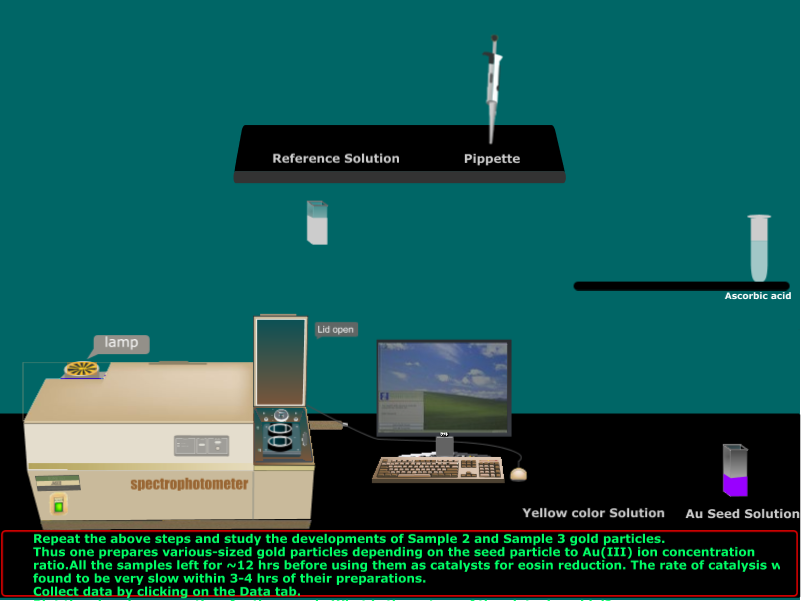 Reference Solution
Pippette
Ascorbic acid
Lid open
lamp
spectrophotometer
Yellow color Solution
Au Seed Solution
Repeat the above steps and study the developments of Sample 2 and Sample 3 gold particles.
Thus one prepares various-sized gold particles depending on the seed particle to Au(III) ion concentration
ratio.All the samples left for ~12 hrs before using them as catalysts for eosin reduction. The rate of catalysis w
found to be very slow within 3-4 hrs of their preparations.
Collect data by clicking on the Data tab.